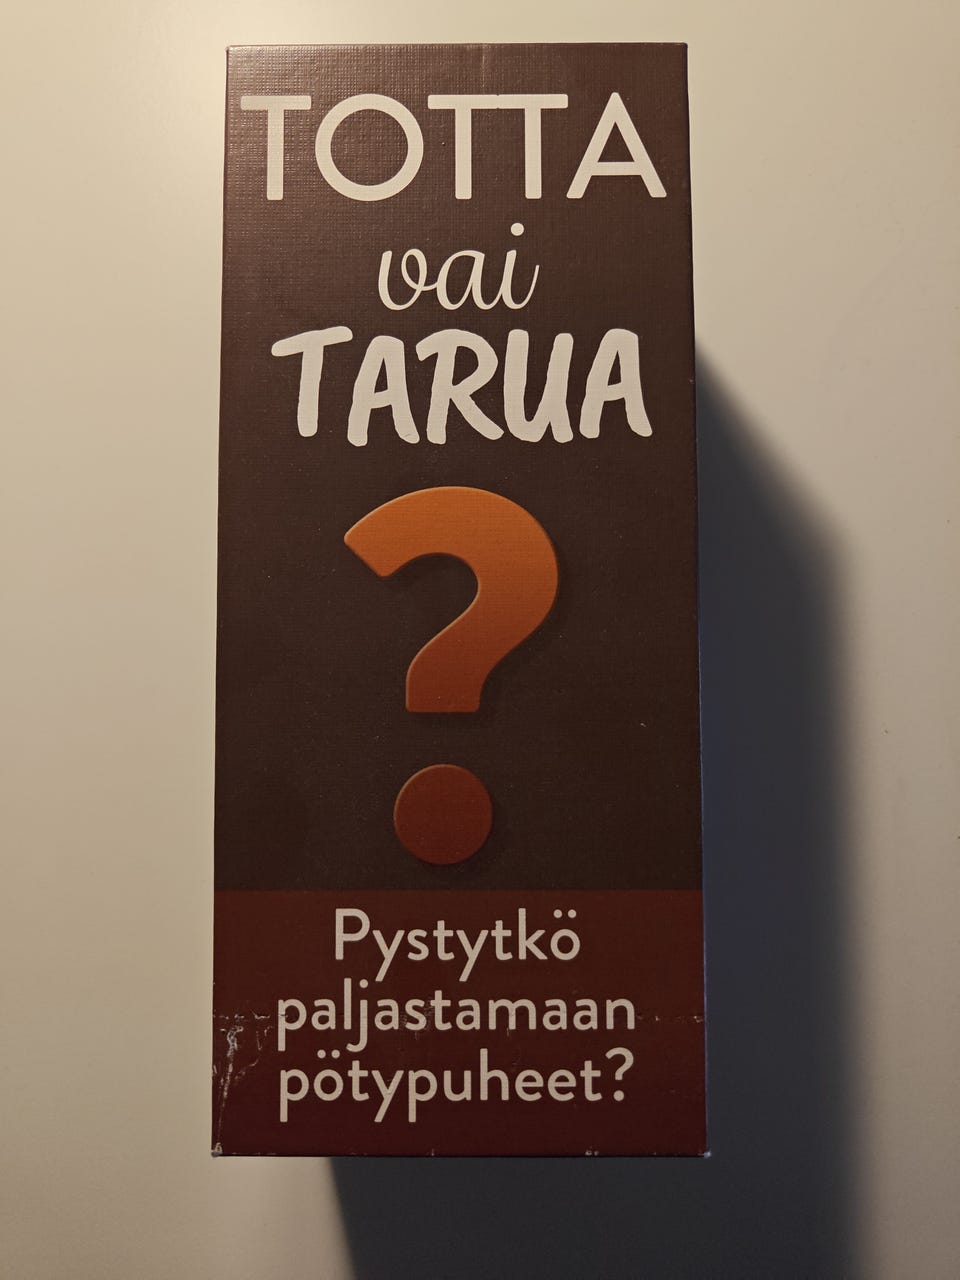 TOTTA
vai
TARUA
?
Pystytkö
paljastamaan
pötypuheet?